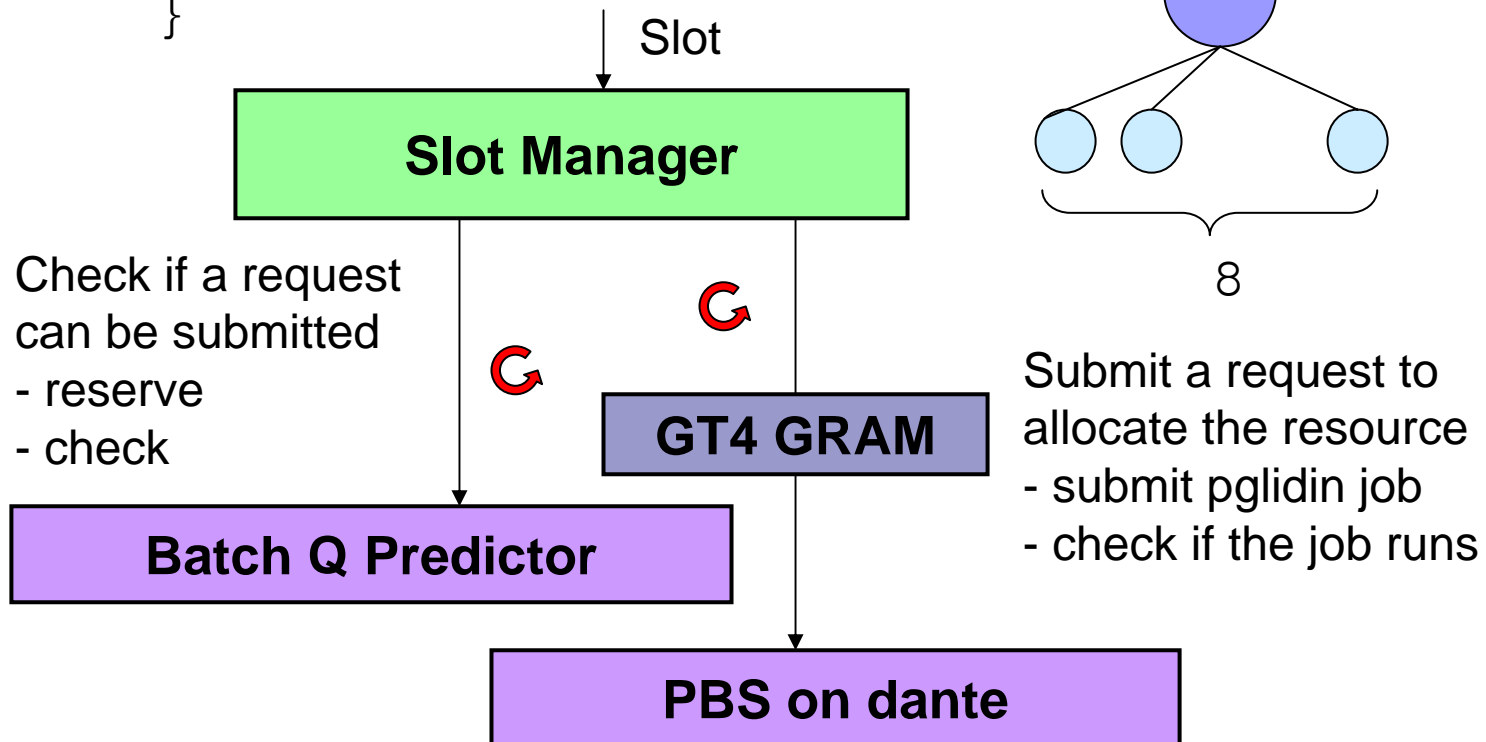 }
Slot
Slot Manager
Check if a request
can be submitted
- reserve
- check
8
GT4 GRAM
Submit a request to
allocate the resource
- submit pglidin job
- check if the job runs
Batch Q Predictor
PBS on dante